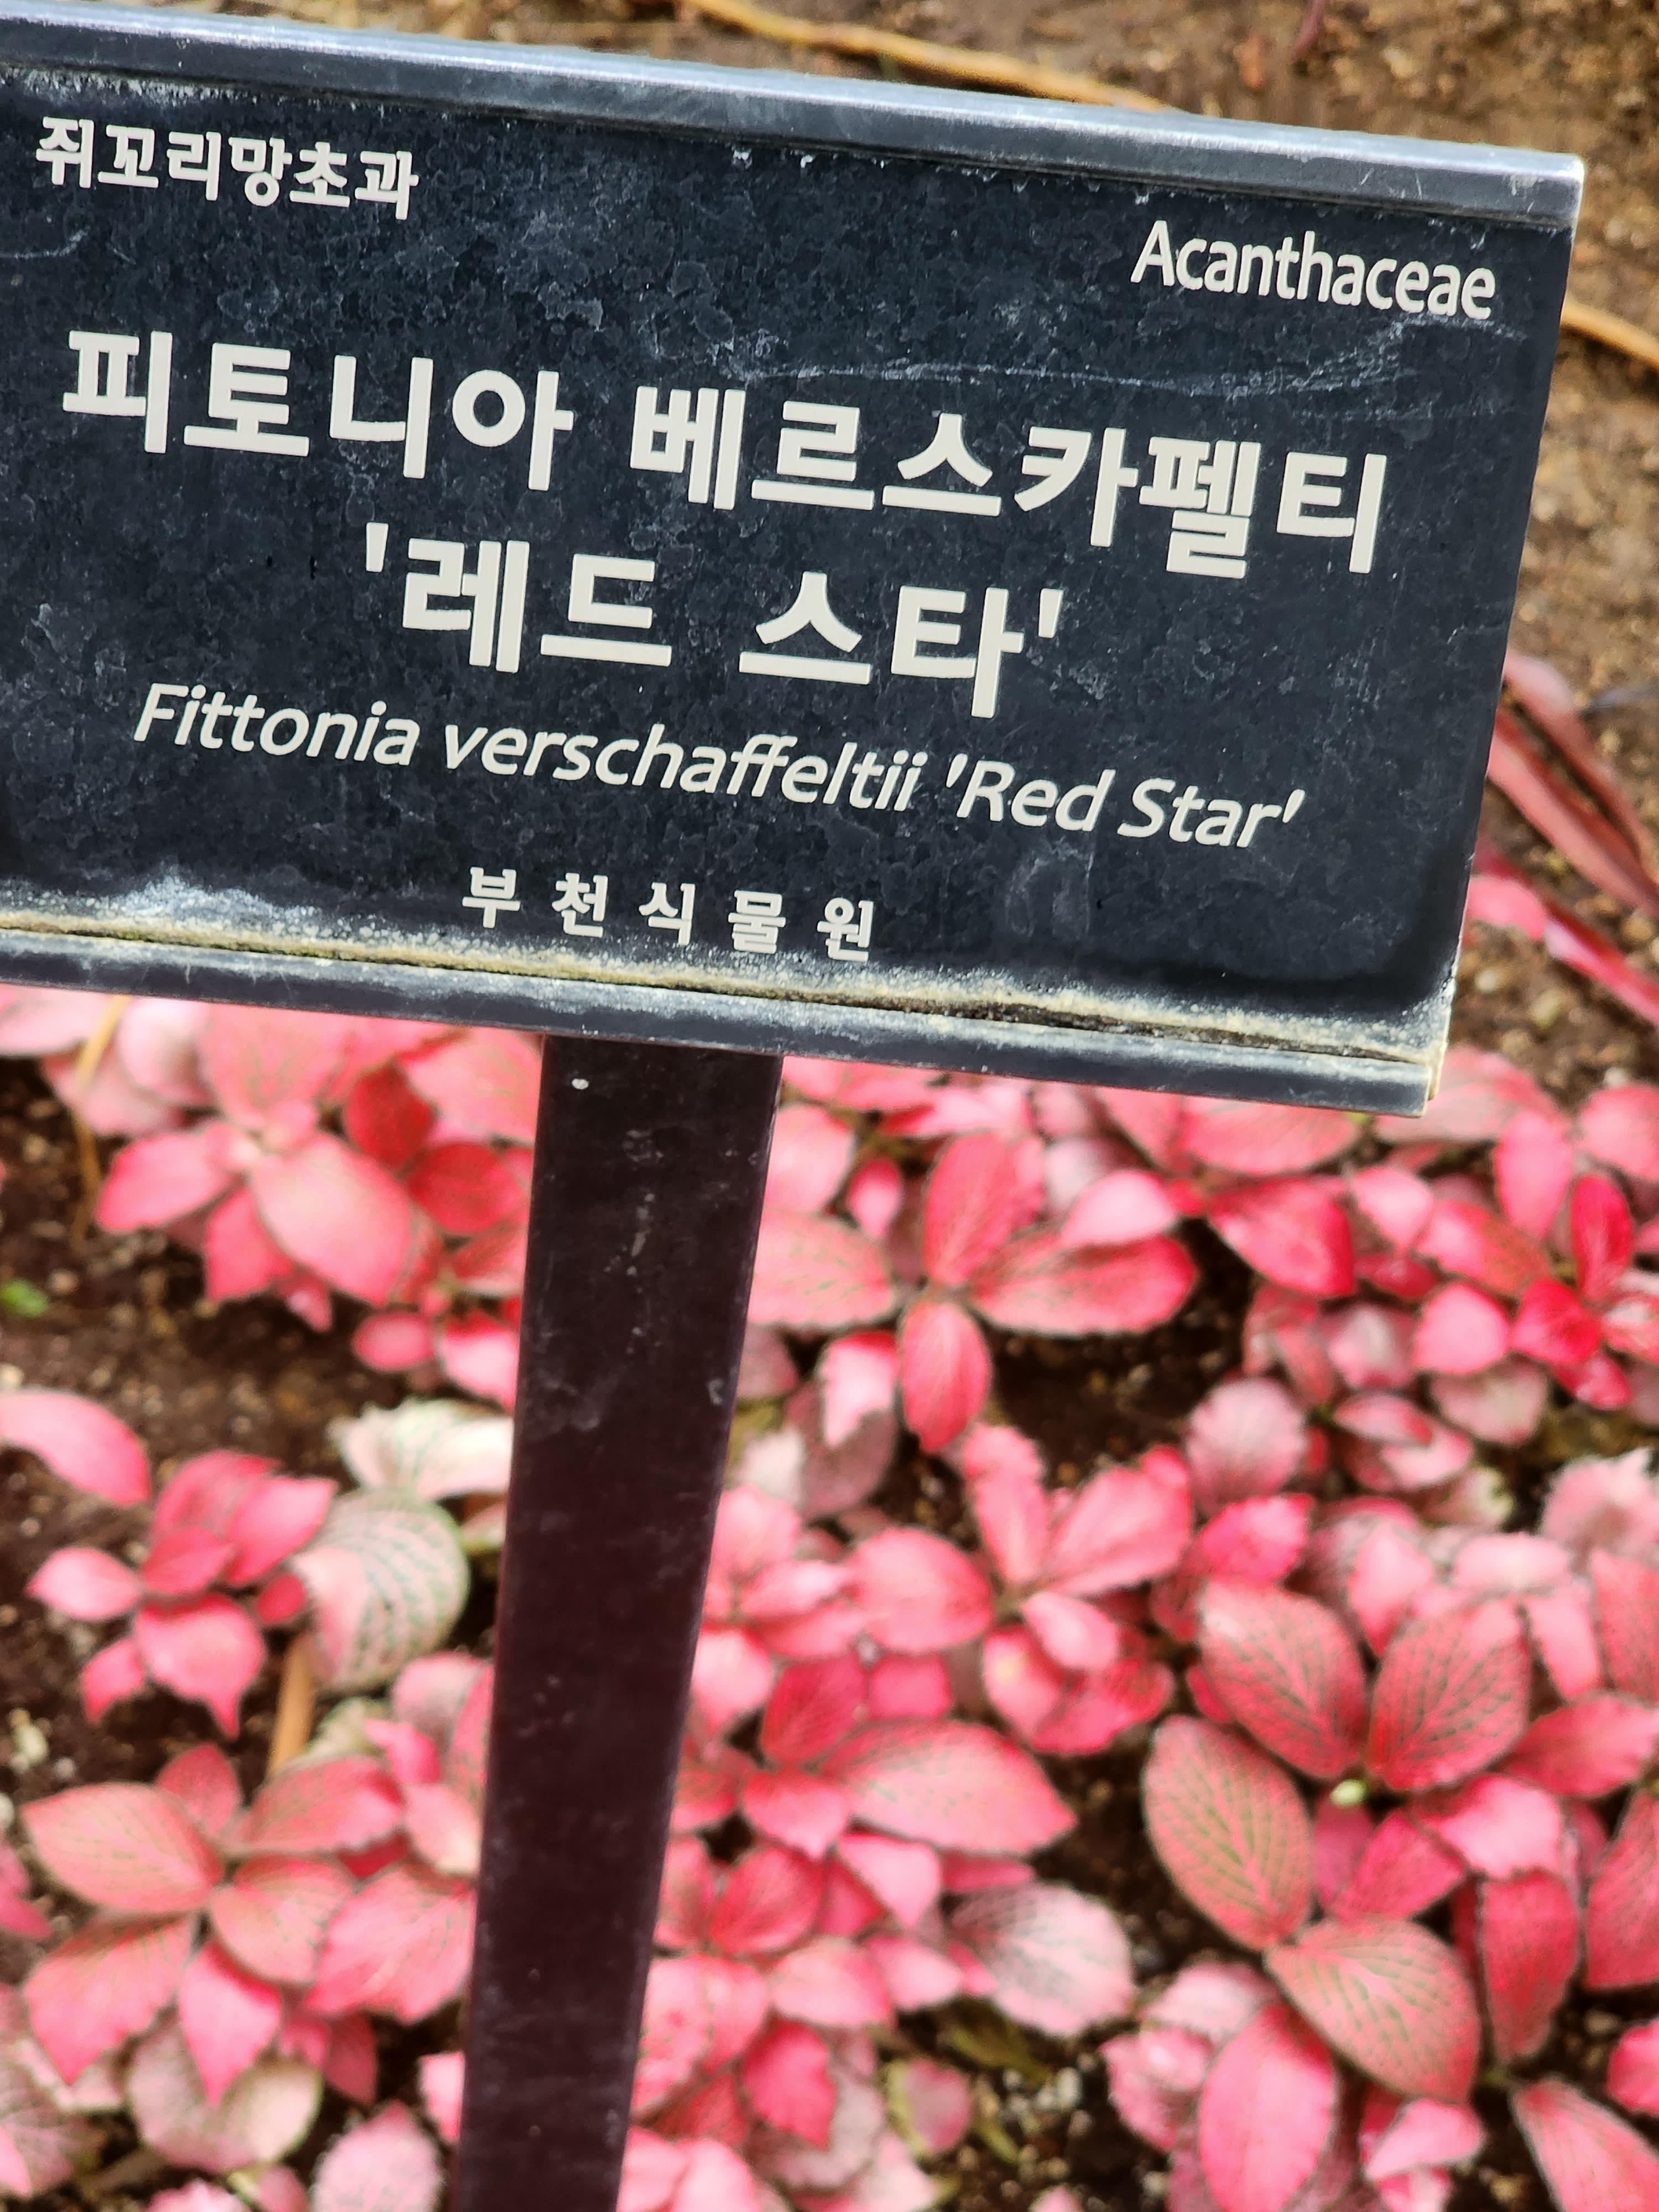 쥐꼬리망초과
Acanthaceae
피토니아 베르스카펠티
'레드 스타'
Fittonia verschaffeltii 'Red Star'
부천식물원